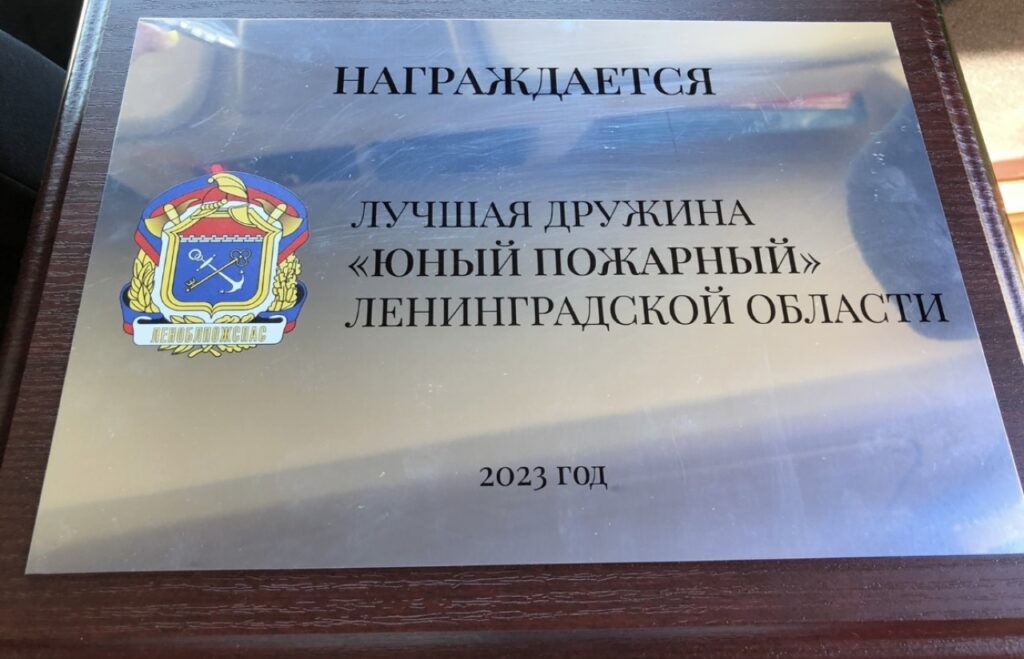 НАГРАЖДАЕТСЯ
ЛУЧШАЯ ДРУЖИНА
«ЮНЫЙ ПОЖАРНЫЙ»
ЛЕНИНГРАДСКОЙ ОБЛАСТИ
ЛЕНОБЛПОЖСПАС
2023 год